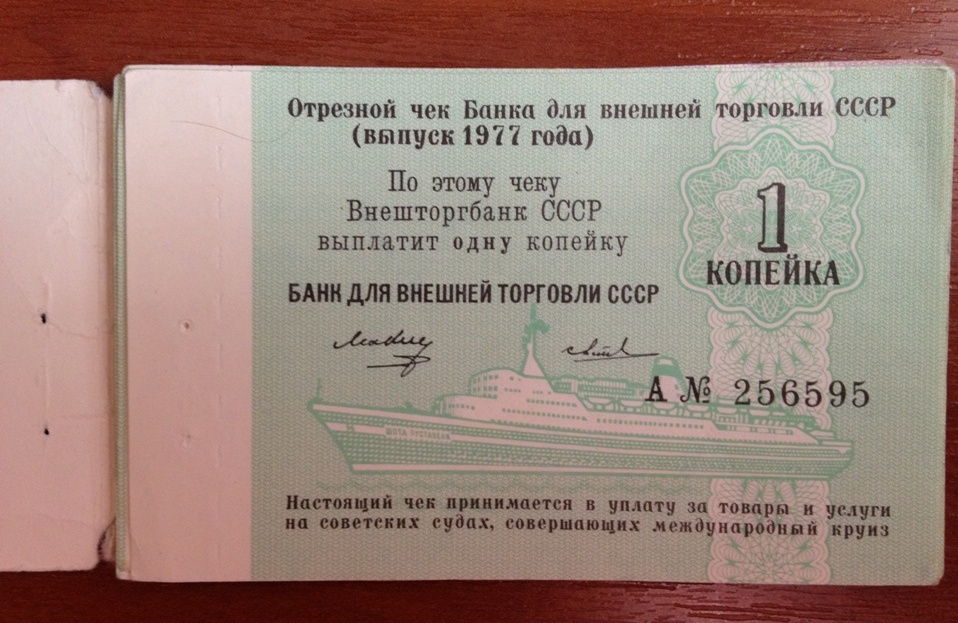 Отрезной чек Банка для внешней торговли СССР
(выпуск 1977 года)
По этому чеку
Внешторгбанк СССР
выплатит одну копейку
1
КОПЕЙКА
БАНК ДЛЯ ВНЕШНЕЙ ТОРГОВЛИ СССР
А № 256595
ШОТА РУСТАВЕЛИ
Настоящий чек принимается в уплату за товары и услуги
на советских судах, совершающих международный круиз